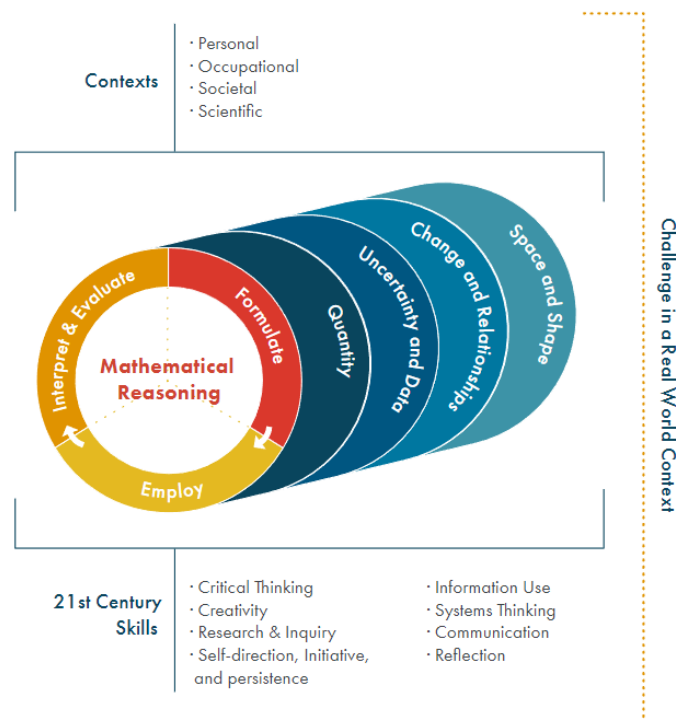 · Personal
· Occupational
Contexts
· Societal
· Scientific
Interpret & Evaluate
Formulate
Employ
Mathematical
Reasoning
Quantity
Uncertainty and Data
Change and Relationships
Space and Shape
Challenge in a Real World Context
21st Century
Skills
· Critical Thinking
· Creativity
· Research & Inquiry
· Self-direction, Initiative,
and persistence
· Information Use
· Systems Thinking
· Communication
· Reflection